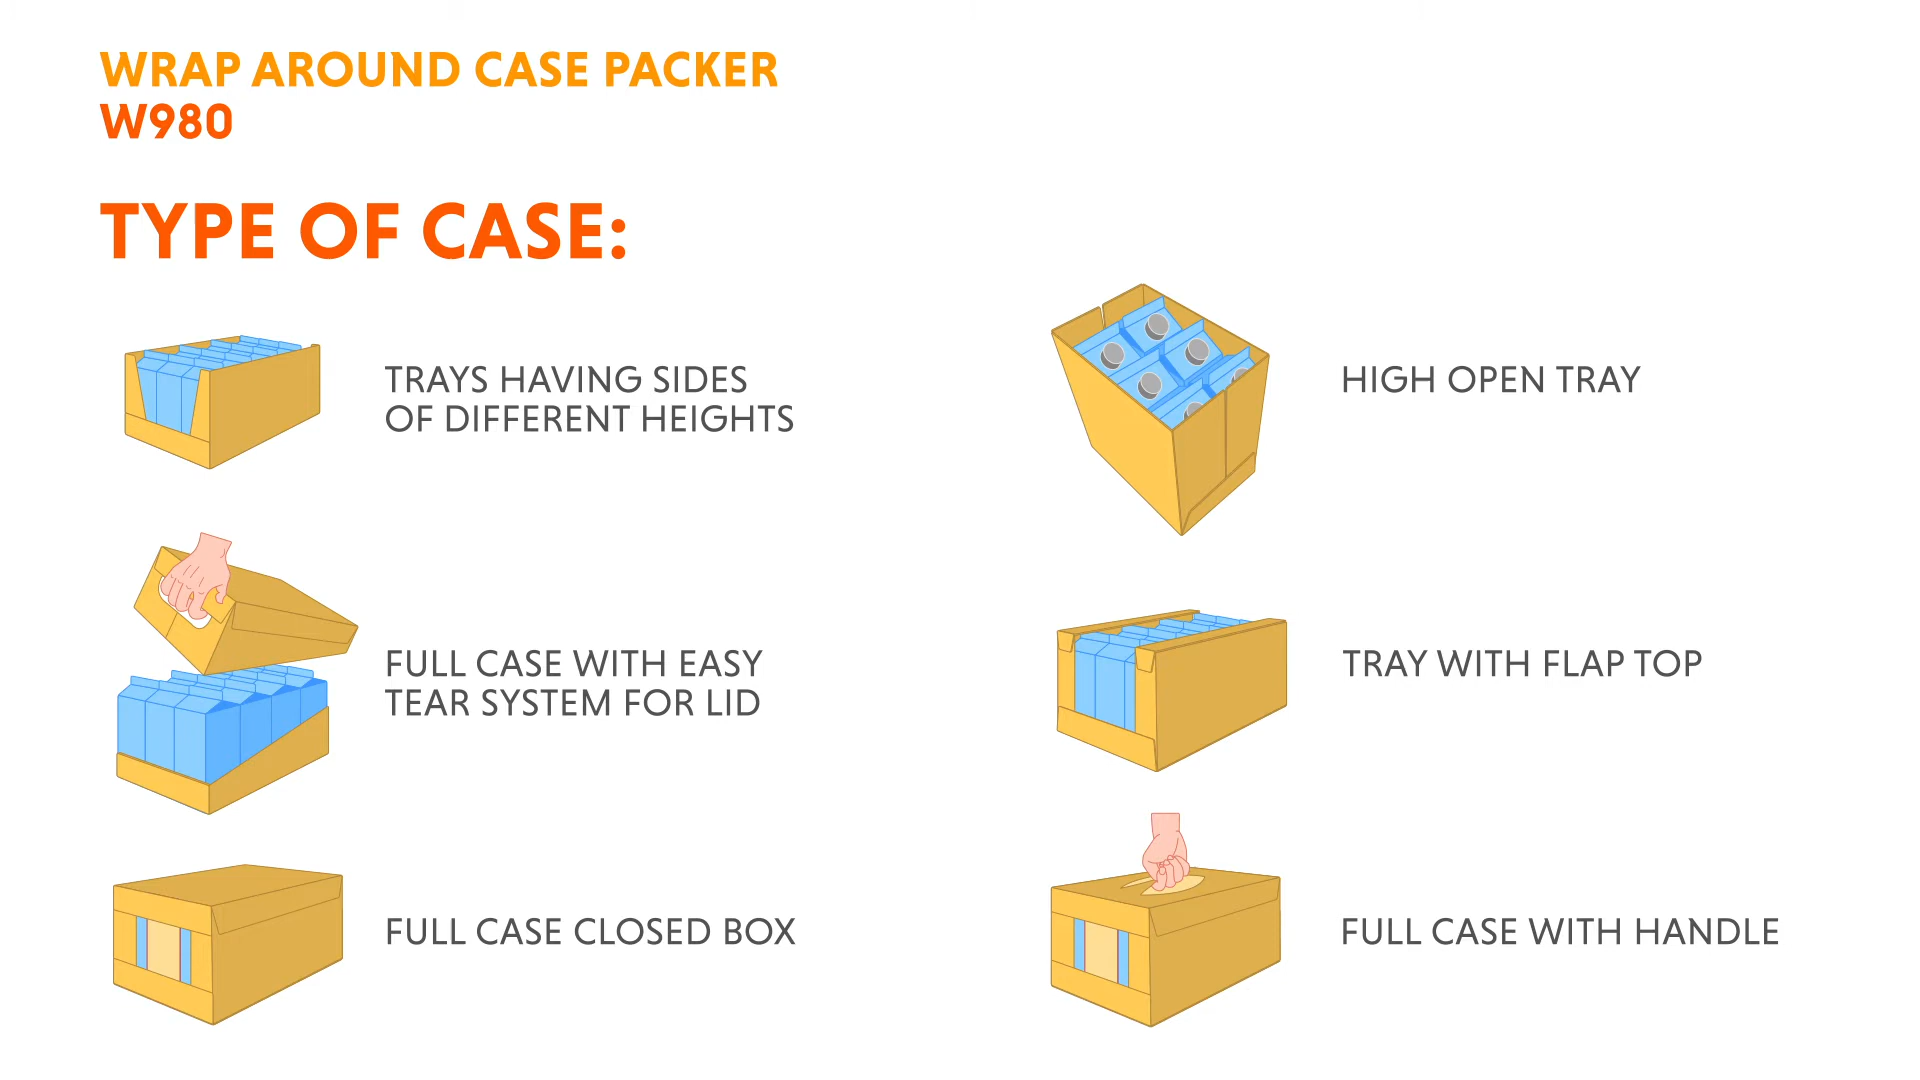 WRAP AROUND CASE PACKER
W980
TYPE OF CASE:
TRAYS HAVING SIDES
OF DIFFERENT HEIGHTS
HIGH OPEN TRAY
FULL CASE WITH EASY
TEAR SYSTEM FOR LID
TRAY WITH FLAP TOP
FULL CASE CLOSED BOX
FULL CASE WITH HANDLE